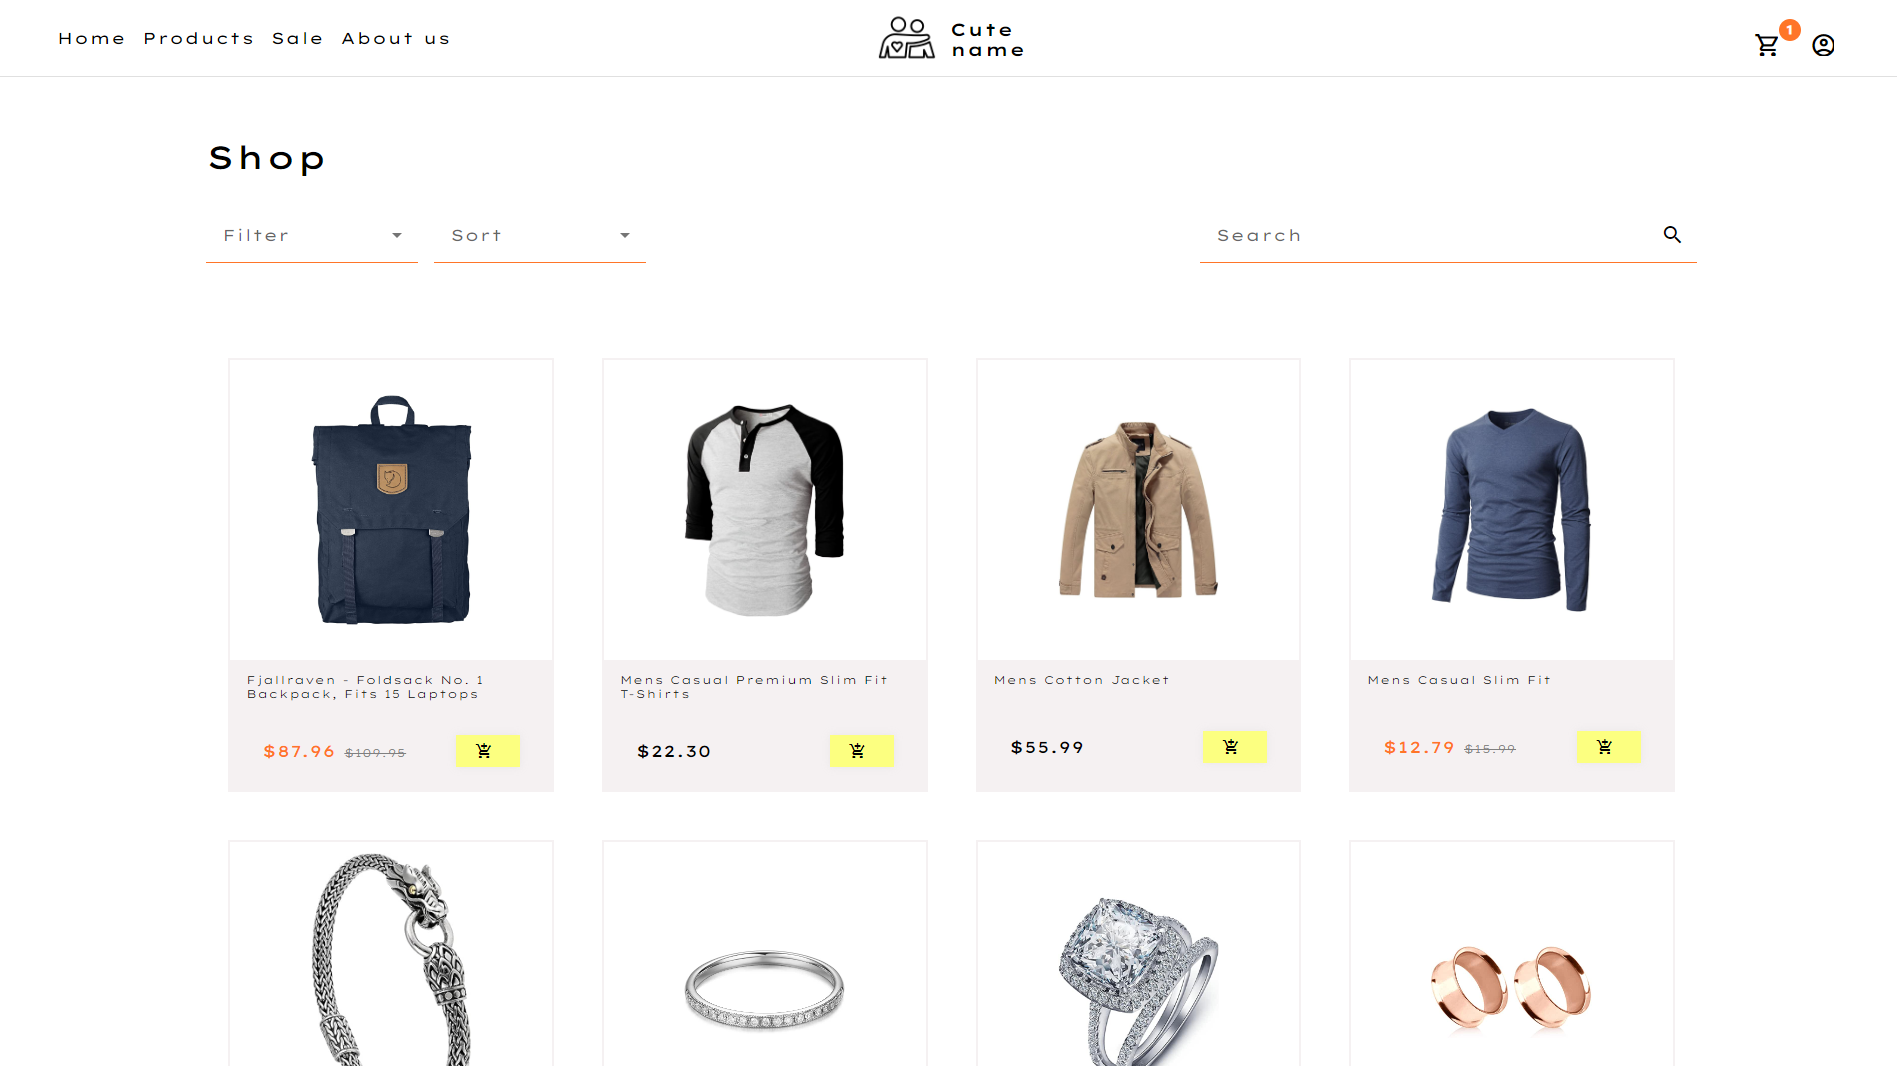 Home Products Sale About us
Cute
name
1
Shop
Filter
Sort
Search
Fjallraven - Foldsack No. 1
Backpack, Fits 15 Laptops
$87.96 $109.95
Mens Casual Premium Slim Fit
T-Shirts
$22.30
Mens Cotton Jacket
$55.99
Mens Casual Slim Fit
$12.79 $15.99